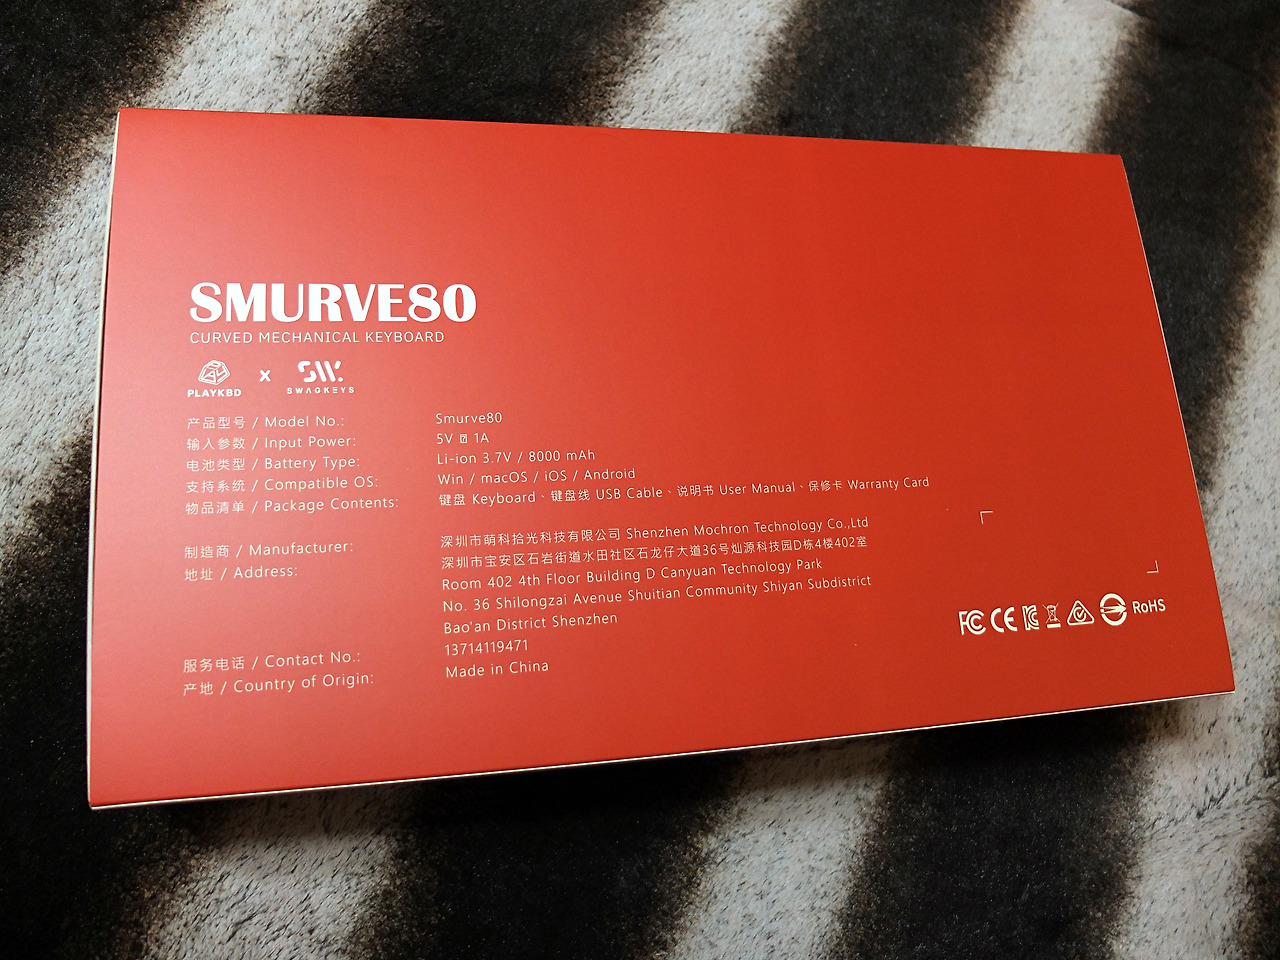 SMURVE80
CURVED MECHANICAL KEYBOARD
PLAYKBD x SW. SWAGKEYS
产品型号 / Model No.: Smurve80
输入参数 / Input Power: 5V ⍰ 1A
电池类型 / Battery Type: Li-ion 3.7V / 8000 mAh
支持系统 / Compatible OS: Win / macOS / iOS / Android
物品清单 / Package Contents: 键盘 Keyboard、键盘线 USB Cable、说明书 User Manual、保修卡 Warranty Card
制造商 / Manufacturer: 深圳市萌科拾光科技有限公司 Shenzhen Mochron Technology Co.,Ltd
地址 / Address: 深圳市宝安区石岩街道水田社区石龙仔大道36号灿源科技园D栋4楼402室
Room 402 4th Floor Building D Canyuan Technology Park
No. 36 Shilongzai Avenue Shuitian Community Shiyan Subdistrict
Bao'an District Shenzhen
服务电话 / Contact No.: 13714119471
产地 / Country of Origin: Made in China
FC CE RoHS